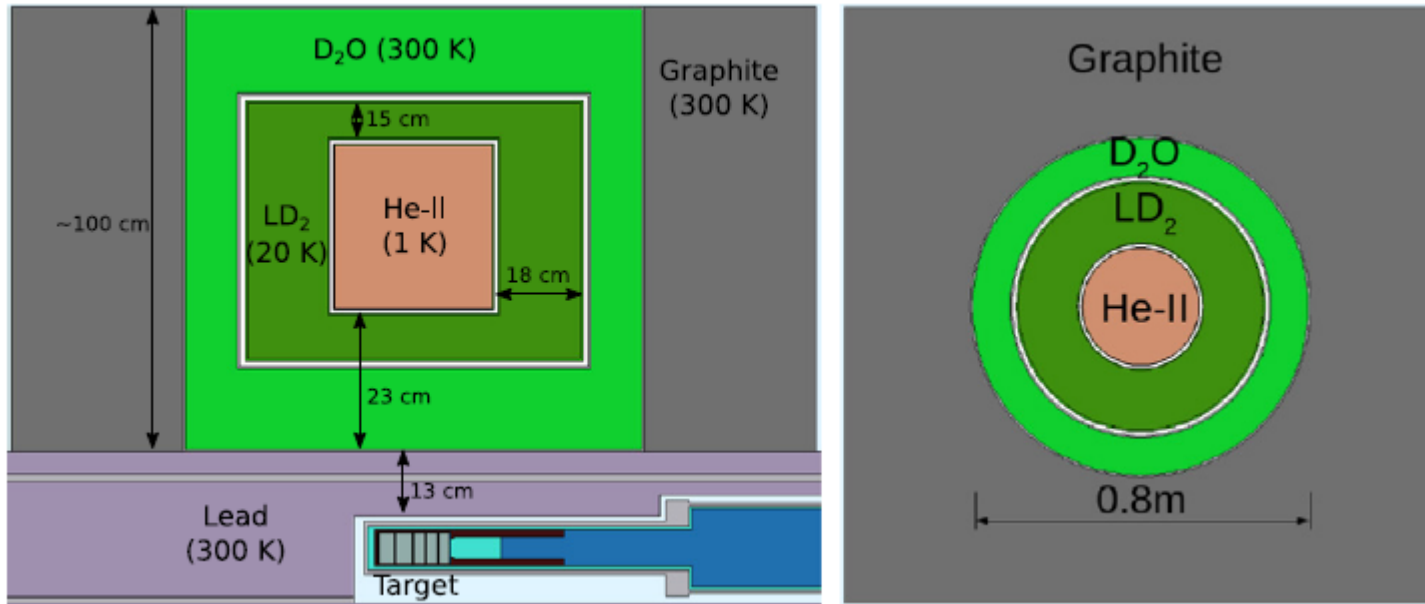 D₂O (300 K)
Graphite
(300 K)
15 cm
~100 cm
LD₂
(20 K)
He-II
(1 K)
18 cm
23 cm
13 cm
Lead
(300 K)
Target
Graphite
D₂O
LD₂
He-II
0.8m